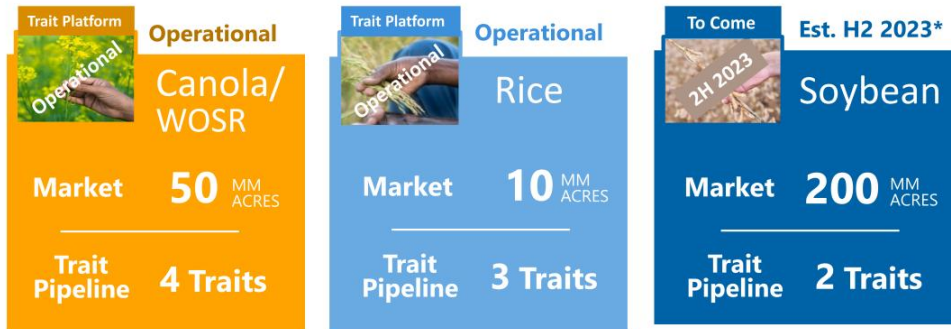 Trait Platform
Operational
Operational
Canola/
WOSR
Market 50 MM ACRES
Trait Pipeline 4 Traits
Trait Platform
Operational
Operational
Rice
Market 10 MM ACRES
Trait Pipeline 3 Traits
To Come
Est. H2 2023*
2H 2023
Soybean
Market 200 MM ACRES
Trait Pipeline 2 Traits